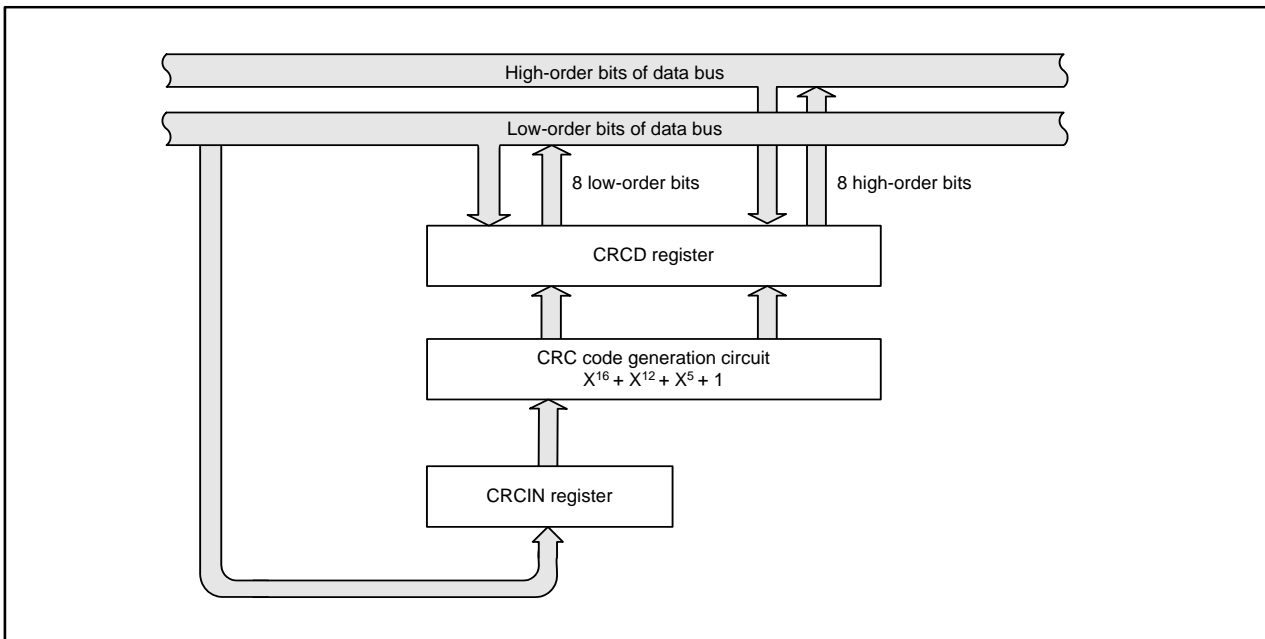 High-order bits of data bus
Low-order bits of data bus
8 low-order bits
8 high-order bits
CRCD register
CRC code generation circuit
X¹⁶ + X¹² + X⁵ + 1
CRCIN register